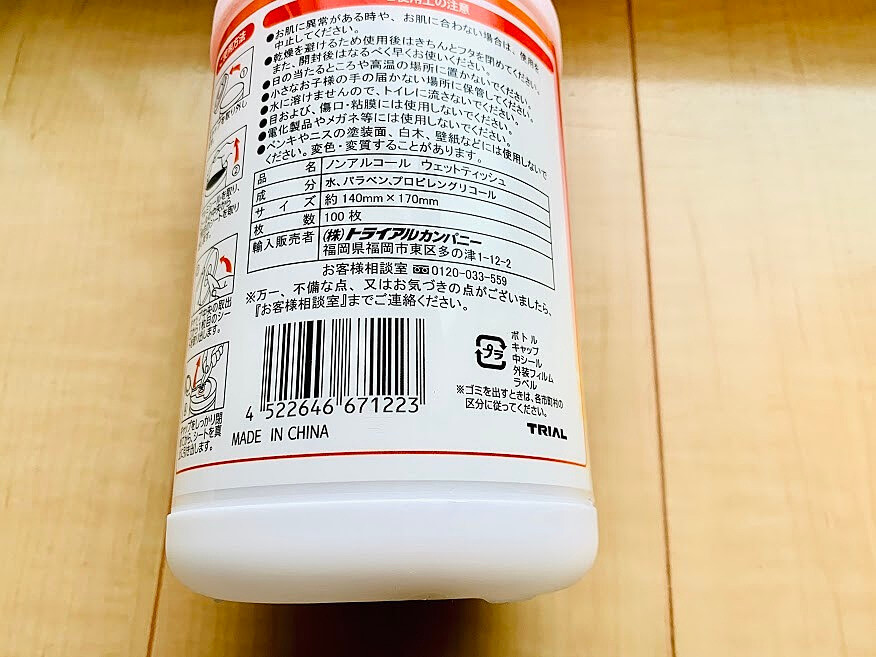 使用上の注意
●お肌に異常がある時や、お肌に合わない場合は、使用を
中止してください。
●乾燥を避けるため使用後はきちんとフタを閉めてください。
また、開封後はなるべく早くお使いください。
●日の当たるところや高温の場所に置かないでください。
●小さなお子様の手の届かない場所に保管してください。
●水に溶けませんので、トイレに流さないでください。
●目および、傷口・粘膜には使用しないでください。
●電化製品やメガネ等には使用しないでください。
●ペンキやニスの塗装面、白木、壁紙などには使用しないで
ください。変色・変質することがあります。
品名 ノンアルコール ウェットティッシュ
成分 水、パラベン、プロピレングリコール
サイズ 約140mm×170mm
枚数 100枚
輸入販売者 (株)トライアルカンパニー
福岡県福岡市東区多の津1-12-2
お客様相談室 0120-033-559
※万一、不備な点、又はお気づきの点がございましたら、
『お客様相談室』までご連絡ください。
4 522646 671223
MADE IN CHINA
プラ
ボトル
キャップ
中シール
外装フィルム
ラベル
※ゴミを出すときは、各市町村の
区分に従ってください。
TRIAL
②